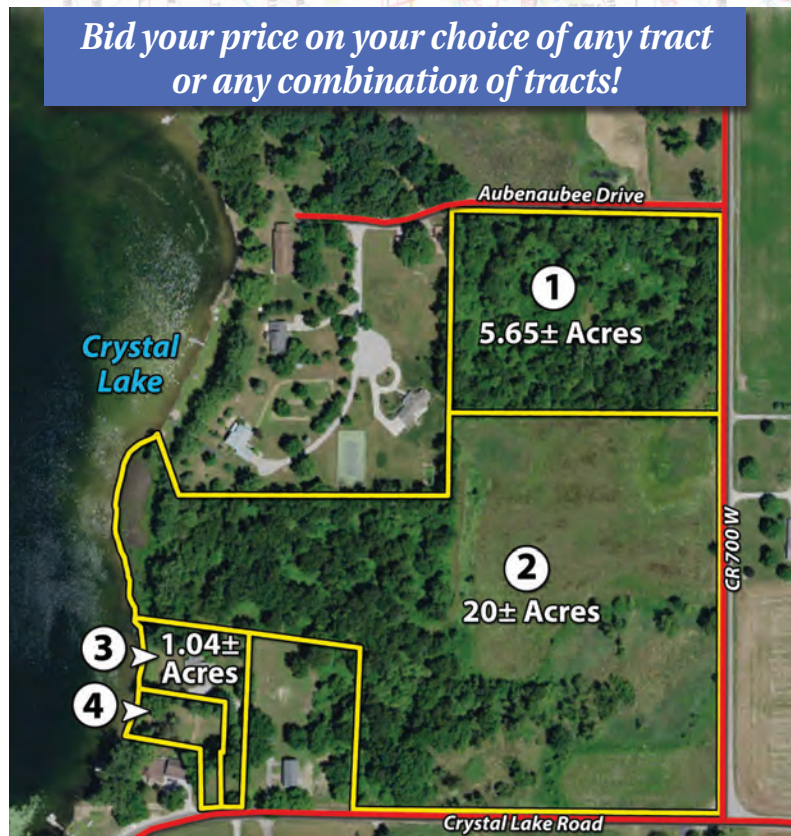 Bid your price on your choice of any tract
or any combination of tracts!
Aubenaubee Drive
1
5.65± Acres
Crystal
Lake
CR 700 W
2
20± Acres
3
1.04±
Acres
4
Crystal Lake Road